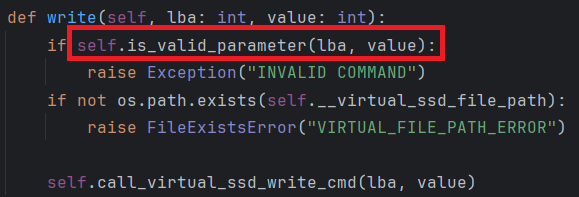 def write(self, lba: int, value: int):
if self.is_valid_parameter(lba, value):
raise Exception("INVALID COMMAND")
if not os.path.exists(self.__virtual_ssd_file_path):
raise FileExistsError("VIRTUAL_FILE_PATH_ERROR")
self.call_virtual_ssd_write_cmd(lba, value)